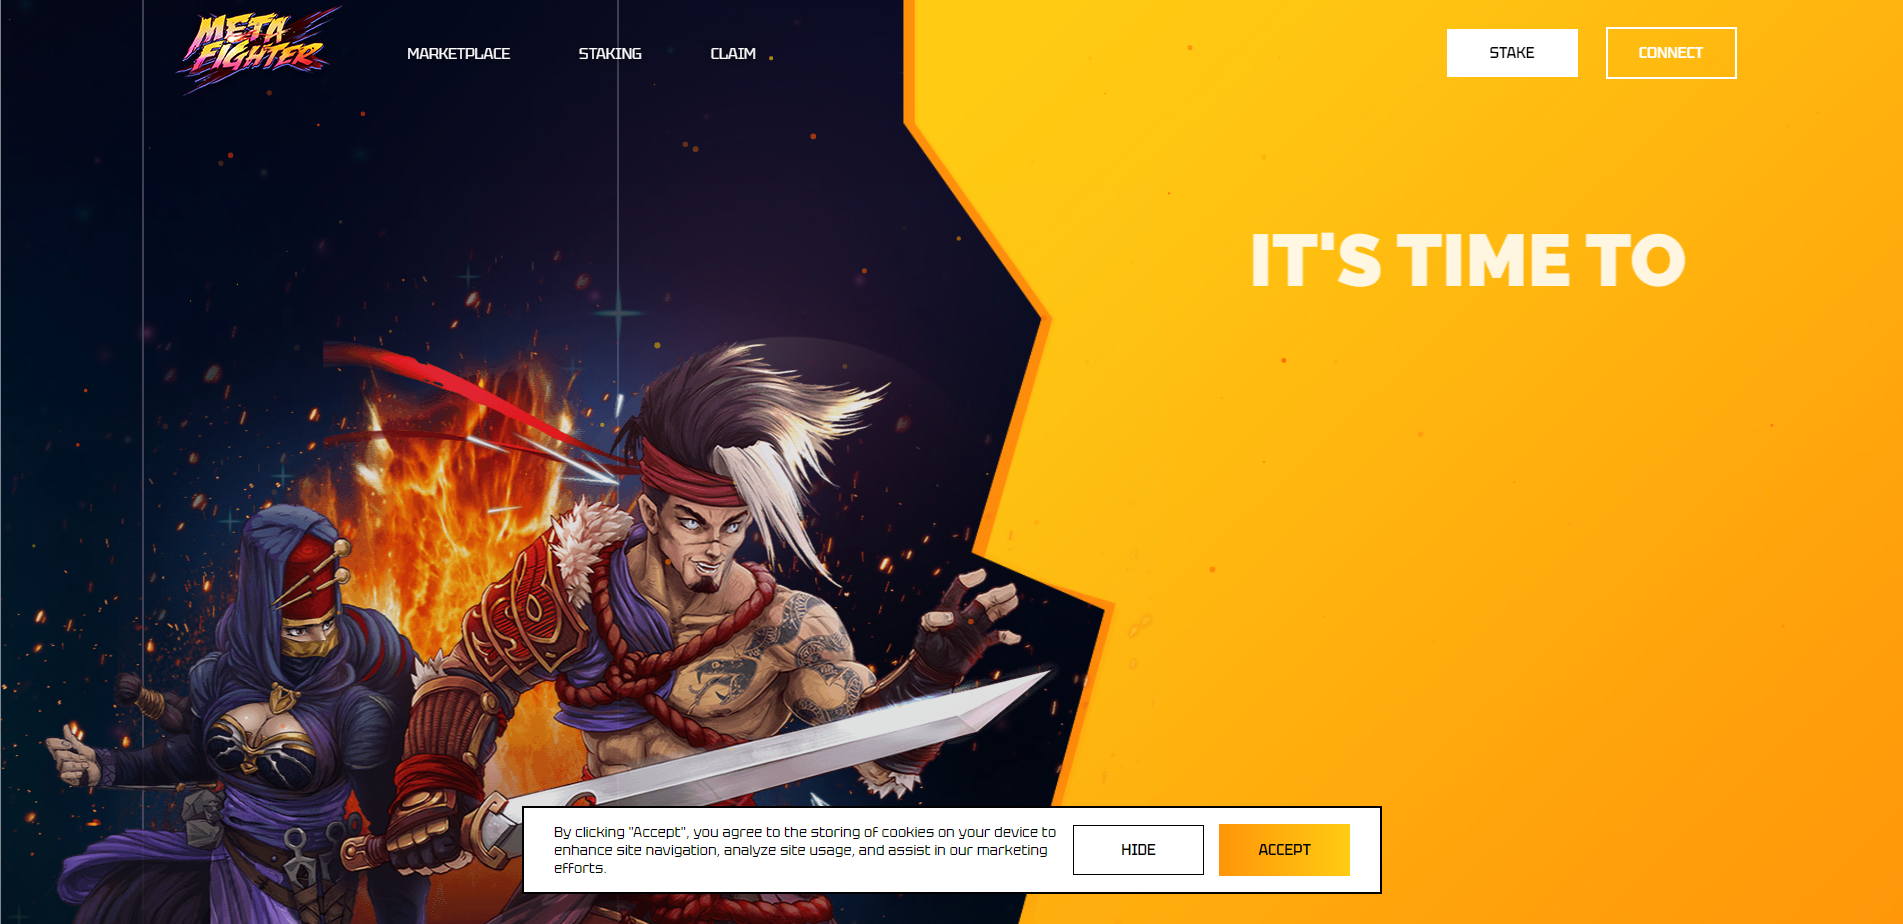 META
FIGHTER
MARKETPLACE STAKING CLAIM
STAKE CONNECT
IT'S TIME TO
By clicking "Accept", you agree to the storing of cookies on your device to
enhance site navigation, analyze site usage, and assist in our marketing
efforts.
HIDE ACCEPT